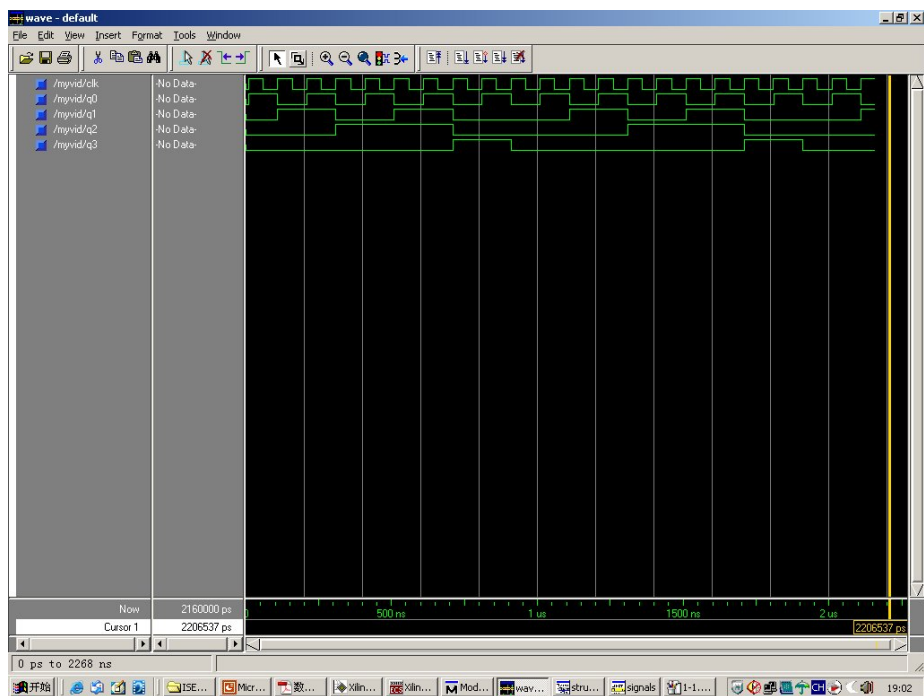 wave - default
File Edit View Insert Format Tools Window
/myvid/clk -No Data-
/myvid/q0 -No Data-
/myvid/q1 -No Data-
/myvid/q2 -No Data-
/myvid/q3 -No Data-
Now 2160000 ps
500 ns 1 us 1500 ns 2 us
Cursor 1 2206537 ps
2206537 ps
0 ps to 2268 ns
开始 ISE... Micr... 数... Xilin... Xilin... Mod... wav... stru... signals 1-1... CH 19:02